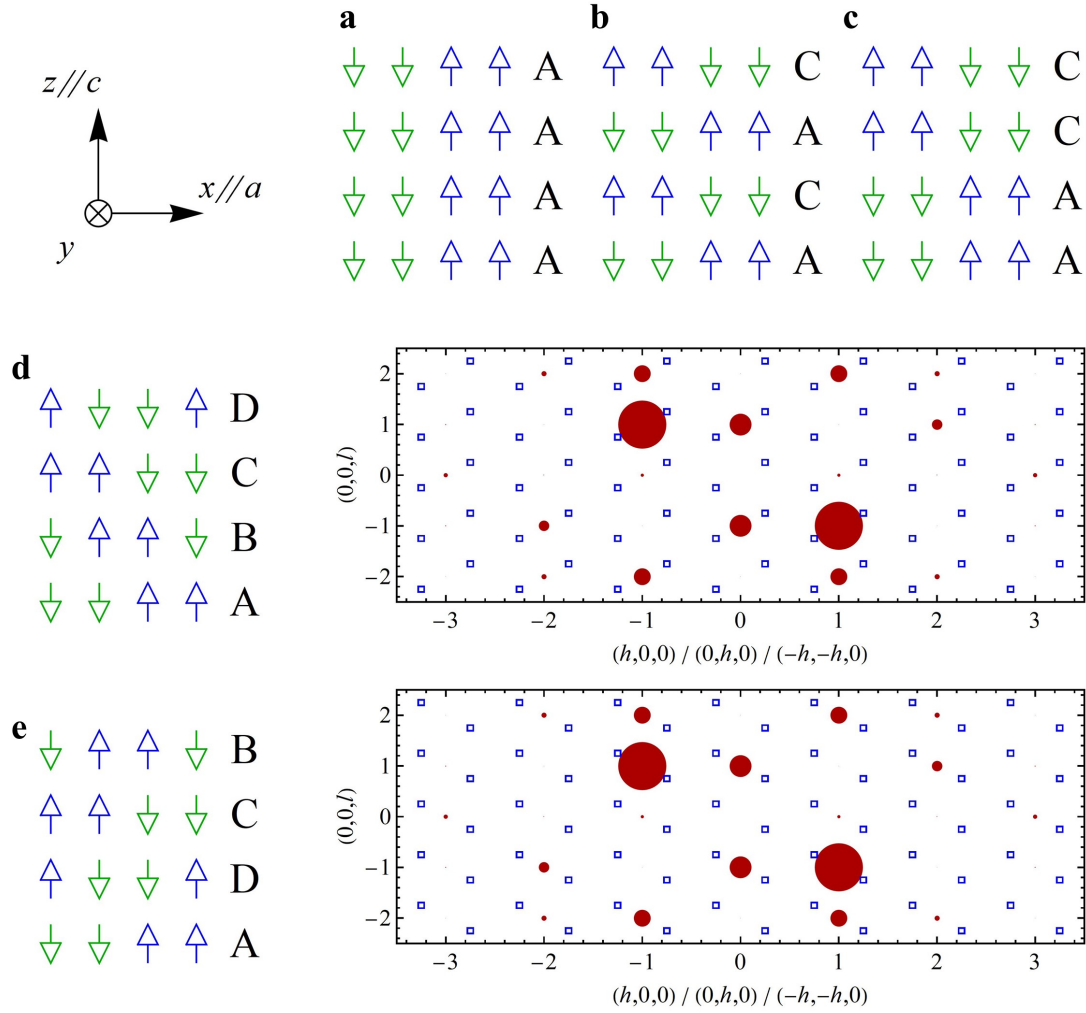 a b c
z//c
x//a
y
A C C
A A C
A C A
A A A
d
D
C
B
A
(0,0,l)
2
1
0
−1
−2
−3 −2 −1 0 1 2 3
(h,0,0) / (0,h,0) / (−h,−h,0)
e
B
C
D
A
(0,0,l)
2
1
0
−1
−2
−3 −2 −1 0 1 2 3
(h,0,0) / (0,h,0) / (−h,−h,0)